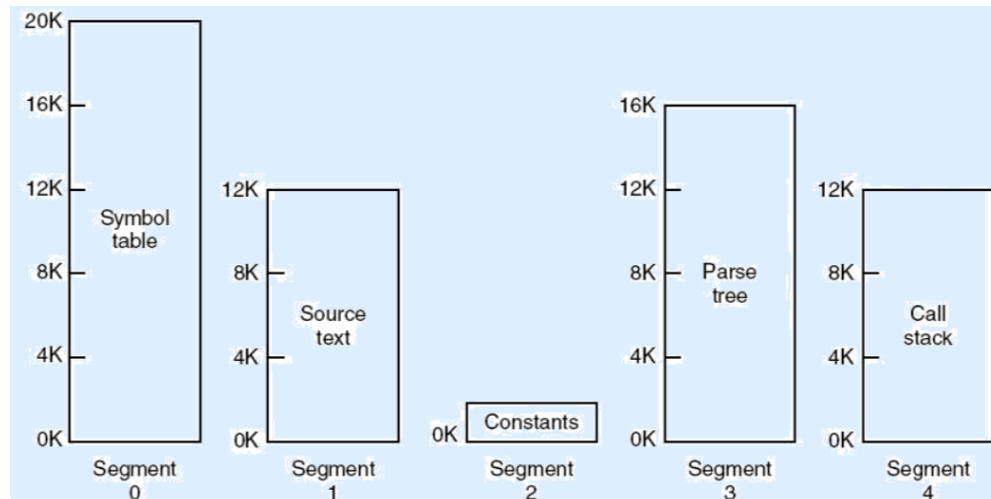 20K
16K
12K
8K
4K
0K
Symbol
table
Segment
0
12K
8K
4K
0K
Source
text
Segment
1
0K
Constants
Segment
2
16K
12K
8K
4K
0K
Parse
tree
Segment
3
12K
8K
4K
0K
Call
stack
Segment
4